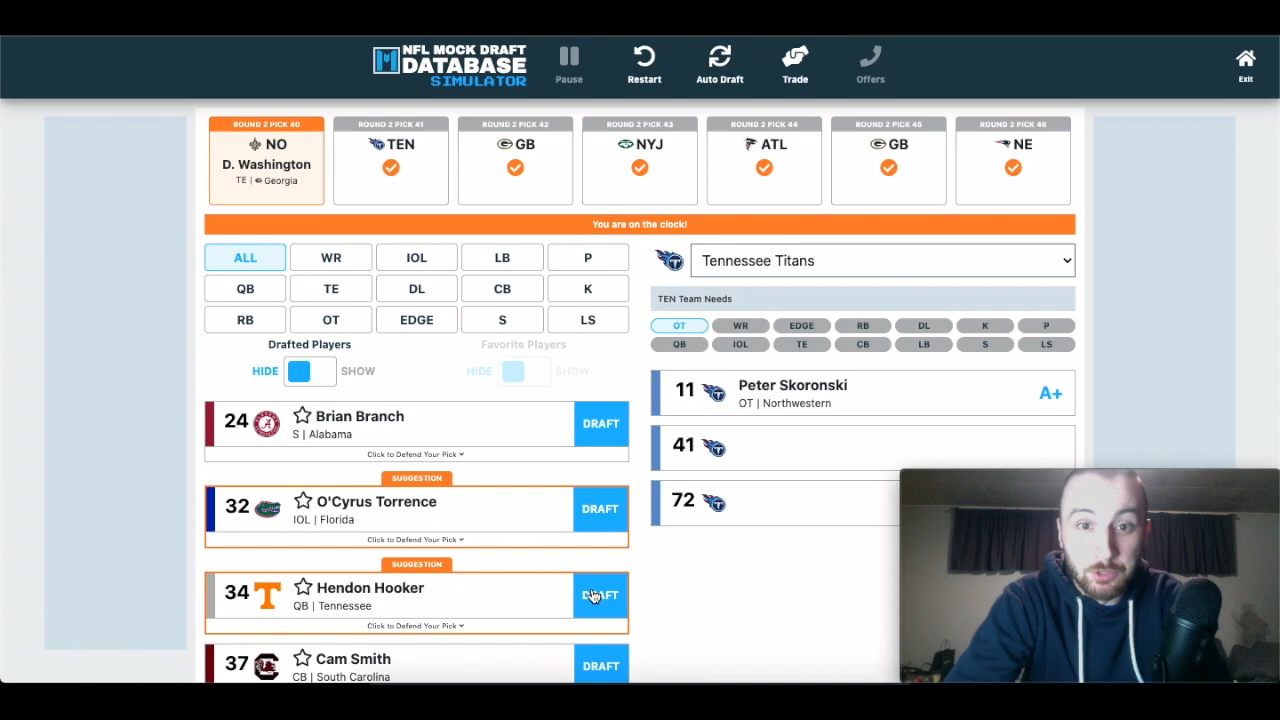 NFL MOCK DRAFT
DATABASE
SIMULATOR
Pause
Restart
Auto Draft
Trade
Offers
Exit
ROUND 2 PICK 40
NO
D. Washington
TE | Georgia
ROUND 2 PICK 41
TEN
ROUND 2 PICK 42
GB
ROUND 2 PICK 43
NYJ
ROUND 2 PICK 44
ATL
ROUND 2 PICK 45
GB
ROUND 2 PICK 46
NE
You are on the clock!
ALL WR IOL LB P
QB TE DL CB K
RB OT EDGE S LS
Drafted Players
HIDE SHOW
Favorite Players
HIDE SHOW
24 Brian Branch DRAFT
S | Alabama
Click to Defend Your Pick
SUGGESTION
32 O'Cyrus Torrence DRAFT
IOL | Florida
Click to Defend Your Pick
SUGGESTION
34 Hendon Hooker DRAFT
QB | Tennessee
Click to Defend Your Pick
37 Cam Smith DRAFT
CB | South Carolina
Tennessee Titans
TEN Team Needs
OT WR EDGE RB DL K P
QB IOL TE CB LB S LS
11 Peter Skoronski A+
OT | Northwestern
41
72